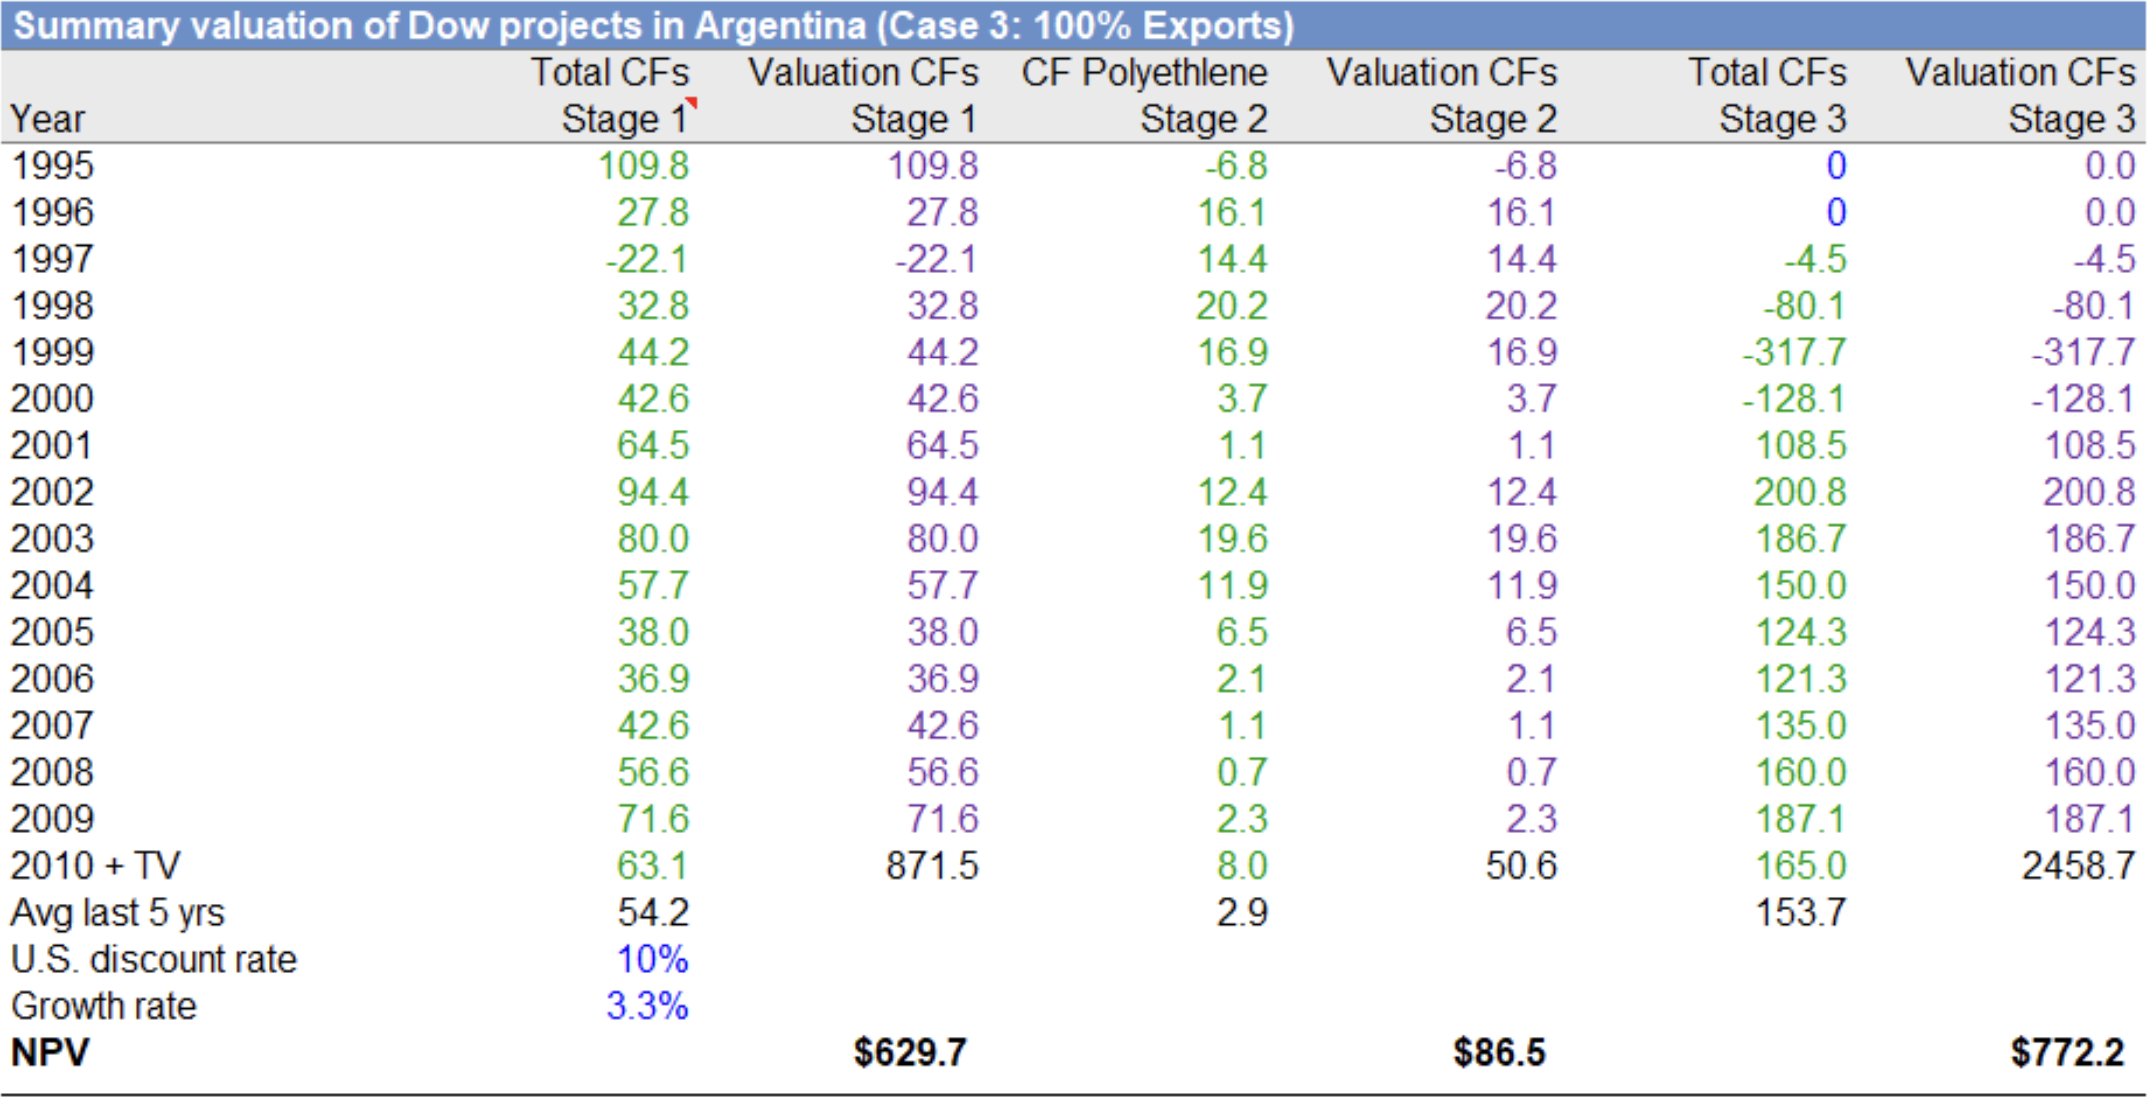 Summary valuation of Dow projects in Argentina (Case 3: 100% Exports)
Total CFs Valuation CFs CF Polyethlene Valuation CFs Total CFs Valuation CFs
Year Stage 1 Stage 1 Stage 2 Stage 2 Stage 3 Stage 3
1995 109.8 109.8 -6.8 -6.8 0 0.0
1996 27.8 27.8 16.1 16.1 0 0.0
1997 -22.1 -22.1 14.4 14.4 -4.5 -4.5
1998 32.8 32.8 20.2 20.2 -80.1 -80.1
1999 44.2 44.2 16.9 16.9 -317.7 -317.7
2000 42.6 42.6 3.7 3.7 -128.1 -128.1
2001 64.5 64.5 1.1 1.1 108.5 108.5
2002 94.4 94.4 12.4 12.4 200.8 200.8
2003 80.0 80.0 19.6 19.6 186.7 186.7
2004 57.7 57.7 11.9 11.9 150.0 150.0
2005 38.0 38.0 6.5 6.5 124.3 124.3
2006 36.9 36.9 2.1 2.1 121.3 121.3
2007 42.6 42.6 1.1 1.1 135.0 135.0
2008 56.6 56.6 0.7 0.7 160.0 160.0
2009 71.6 71.6 2.3 2.3 187.1 187.1
2010 + TV 63.1 871.5 8.0 50.6 165.0 2458.7
Avg last 5 yrs 54.2 2.9 153.7
U.S. discount rate 10%
Growth rate 3.3%
NPV $629.7 $86.5 $772.2